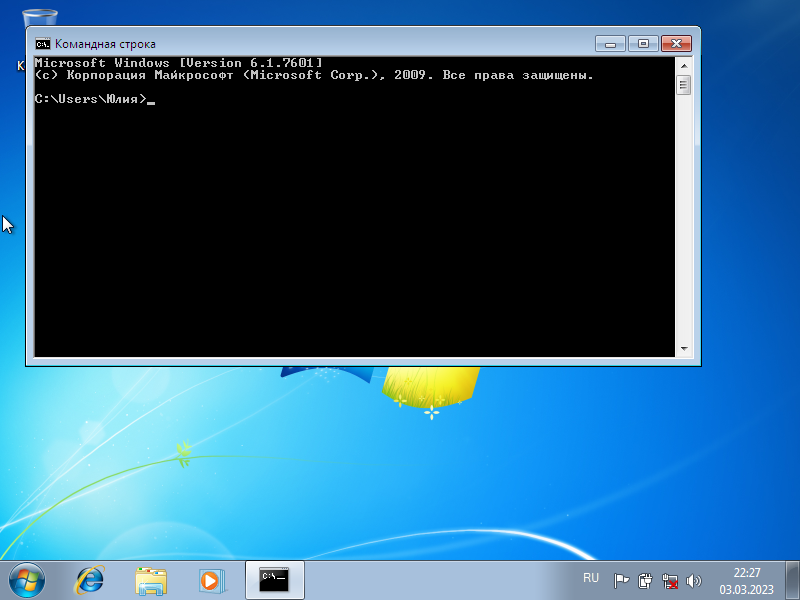 Командная строка
Microsoft Windows [Version 6.1.7601]
(c) Корпорация Майкрософт (Microsoft Corp.), 2009. Все права защищены.
C:\Users\Юлия>_
К
C:\_
RU
22:27
03.03.2023